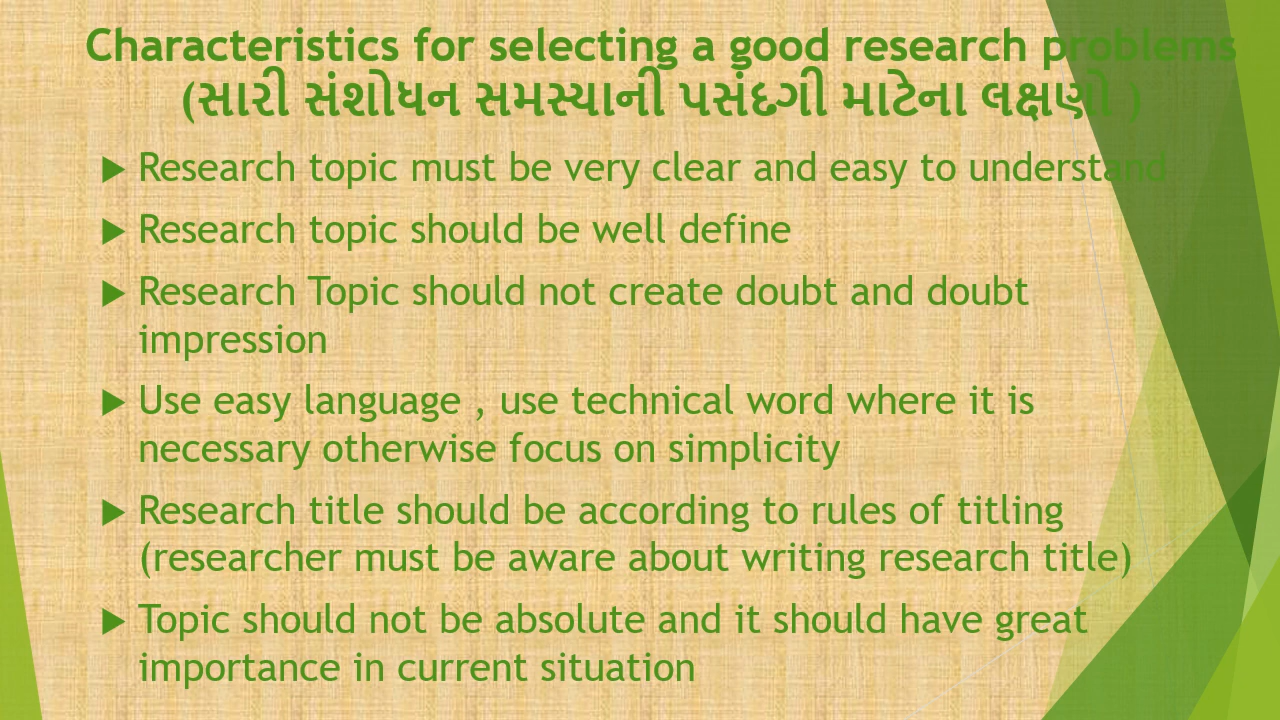 Characteristics for selecting a good research problems
(સારી સંશોધન સમસ્યાની પસંદગી માટેના લક્ષણો )
Research topic must be very clear and easy to understand
Research topic should be well define
Research Topic should not create doubt and doubt
impression
Use easy language , use technical word where it is
necessary otherwise focus on simplicity
Research title should be according to rules of titling
(researcher must be aware about writing research title)
Topic should not be absolute and it should have great
importance in current situation